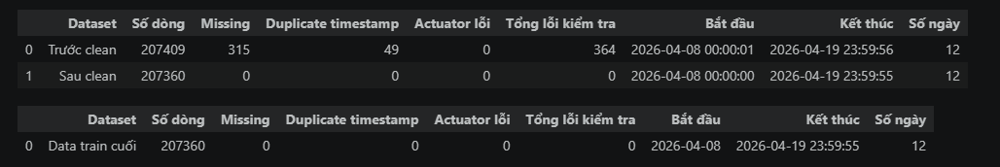 Dataset Số dòng Missing Duplicate timestamp Actuator lỗi Tổng lỗi kiểm tra Bắt đầu Kết thúc Số ngày
0 Trước clean 207409 315 49 0 364 2026-04-08 00:00:01 2026-04-19 23:59:56 12
1 Sau clean 207360 0 0 0 0 2026-04-08 00:00:00 2026-04-19 23:59:55 12
Dataset Số dòng Missing Duplicate timestamp Actuator lỗi Tổng lỗi kiểm tra Bắt đầu Kết thúc Số ngày
0 Data train cuối 207360 0 0 0 0 2026-04-08 2026-04-19 23:59:55 12